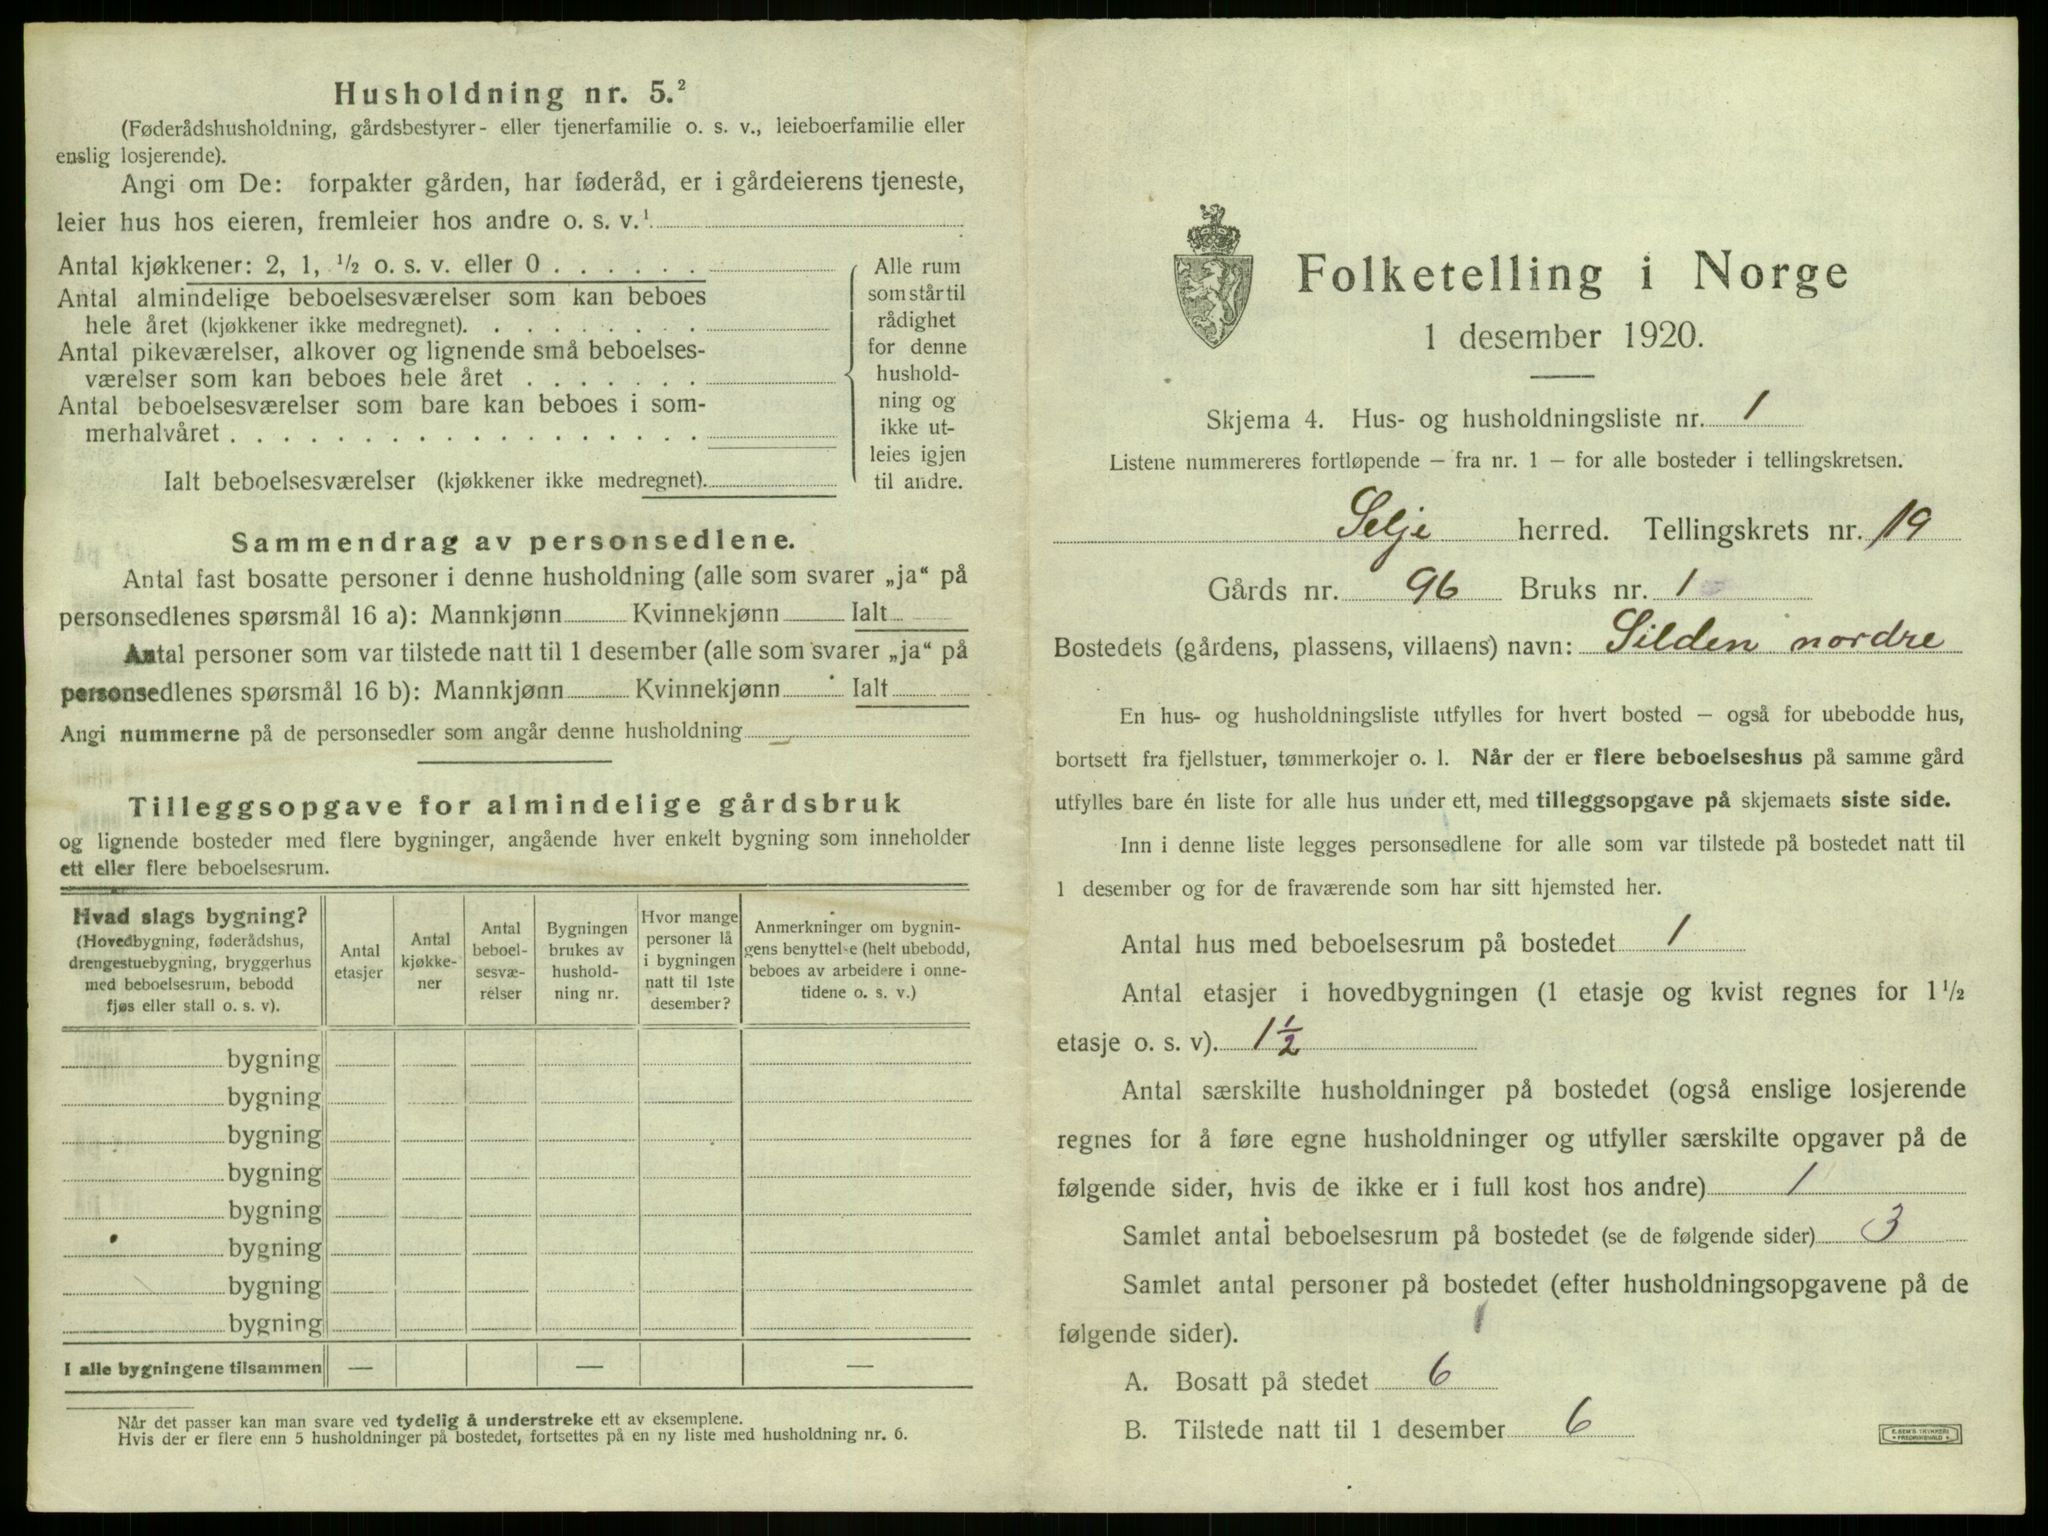 Husholdning nr. 5.²
(Føderådshusholdning, gårdsbestyrer- eller tjenerfamilie o. s. v., leieboerfamilie eller
enslig losjerende).
Angi om De: forpakter gården, har føderåd, er i gårdeierens tjeneste,
leier hus hos eieren, fremleier hos andre o. s. v.¹
Antal kjøkkener: 2, 1, ½ o. s. v. eller 0 . . . . . .
Antal almindelige beboelsesværelser som kan beboes
hele året (kjøkkener ikke medregnet). . . . . . . . .
Antal pikeværelser, alkover og lignende små beboelses-
værelser som kan beboes hele året . . . . . . .
Antal beboelsesværelser som bare kan beboes i som-
merhalvåret . . . . . . . . . . . . . . . . . .
Ialt beboelsesværelser (kjøkkener ikke medregnet).
Alle rum
som står til
rådighet
for denne
hushold-
ning og
ikke ut-
leies igjen
til andre.
Sammendrag av personsedlene.
Antal fast bosatte personer i denne husholdning (alle som svarer „ja“ på
personsedlenes spørsmål 16 a): Mannkjønn Kvinnekjønn Ialt
Antal personer som var tilstede natt til 1 desember (alle som svarer „ja“ på
personsedlenes spørsmål 16 b): Mannkjønn Kvinnekjønn Ialt
Angi nummerne på de personsedler som angår denne husholdning
Tilleggsopgave for almindelige gårdsbruk
og lignende bosteder med flere bygninger, angående hver enkelt bygning som inneholder
ett eller flere beboelsesrum.
Hvad slags bygning?
(Hovedbygning, føderådshus,
drengestuebygning, bryggerhus
med beboelsesrum, bebodd
fjøs eller stall o. s. v).
Antal
etasjer
Antal
kjøkke-
ner
Antal
beboel-
sesvæ-
relser
Bygningen
brukes av
hushold-
ning nr.
Hvor mange
personer lå
i bygningen
natt til 1ste
desember?
Anmerkninger om bygnin-
gens benyttelse (helt ubebodd,
beboes av arbeidere i onne-
tidene o. s. v.)
bygning
bygning
bygning
bygning
bygning
bygning
bygning
bygning
I alle bygningene tilsammen — — —
Når det passer kan man svare ved tydelig å understreke ett av eksemplene.
Hvis der er flere enn 5 husholdninger på bostedet, fortsettes på en ny liste med husholdning nr. 6.
Folketelling i Norge
1 desember 1920.
Skjema 4. Hus- og husholdningsliste nr. 1
Listene nummereres fortløpende – fra nr. 1 – for alle bosteder i tellingskretsen.
Selje herred. Tellingskrets nr. 19
Gårds nr. 96 Bruks nr. 1
Bostedets (gårdens, plassens, villaens) navn: Silden nordre
En hus- og husholdningsliste utfylles for hvert bosted – også for ubebodde hus,
bortsett fra fjellstuer, tømmerkojer o. l. Når der er flere beboelseshus på samme gård
utfylles bare én liste for alle hus under ett, med tilleggsopgave på skjemaets siste side.
Inn i denne liste legges personsedlene for alle som var tilstede på bostedet natt til
1 desember og for de fraværende som har sitt hjemsted her.
Antal hus med beboelsesrum på bostedet 1
Antal etasjer i hovedbygningen (1 etasje og kvist regnes for 1½
etasje o. s. v). 1½
Antal særskilte husholdninger på bostedet (også enslige losjerende
regnes for å føre egne husholdninger og utfyller særskilte opgaver på de
følgende sider, hvis de ikke er i full kost hos andre) 1
Samlet antal beboelsesrum på bostedet (se de følgende sider) 3
Samlet antal personer på bostedet (efter husholdningsopgavene på de
følgende sider). 1
A. Bosatt på stedet 6
B. Tilstede natt til 1 desember 6
E. SEM'S TRYKKERI
FREDRIKSHALD